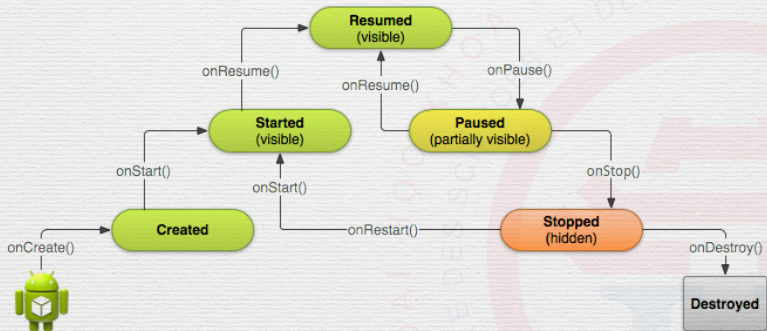 Resumed
(visible)
onResume()
onResume()
onPause()
Started
(visible)
Paused
(partially visible)
onStart()
onStart()
onStop()
Created
onRestart()
Stopped
(hidden)
onCreate()
onDestroy()
Destroyed